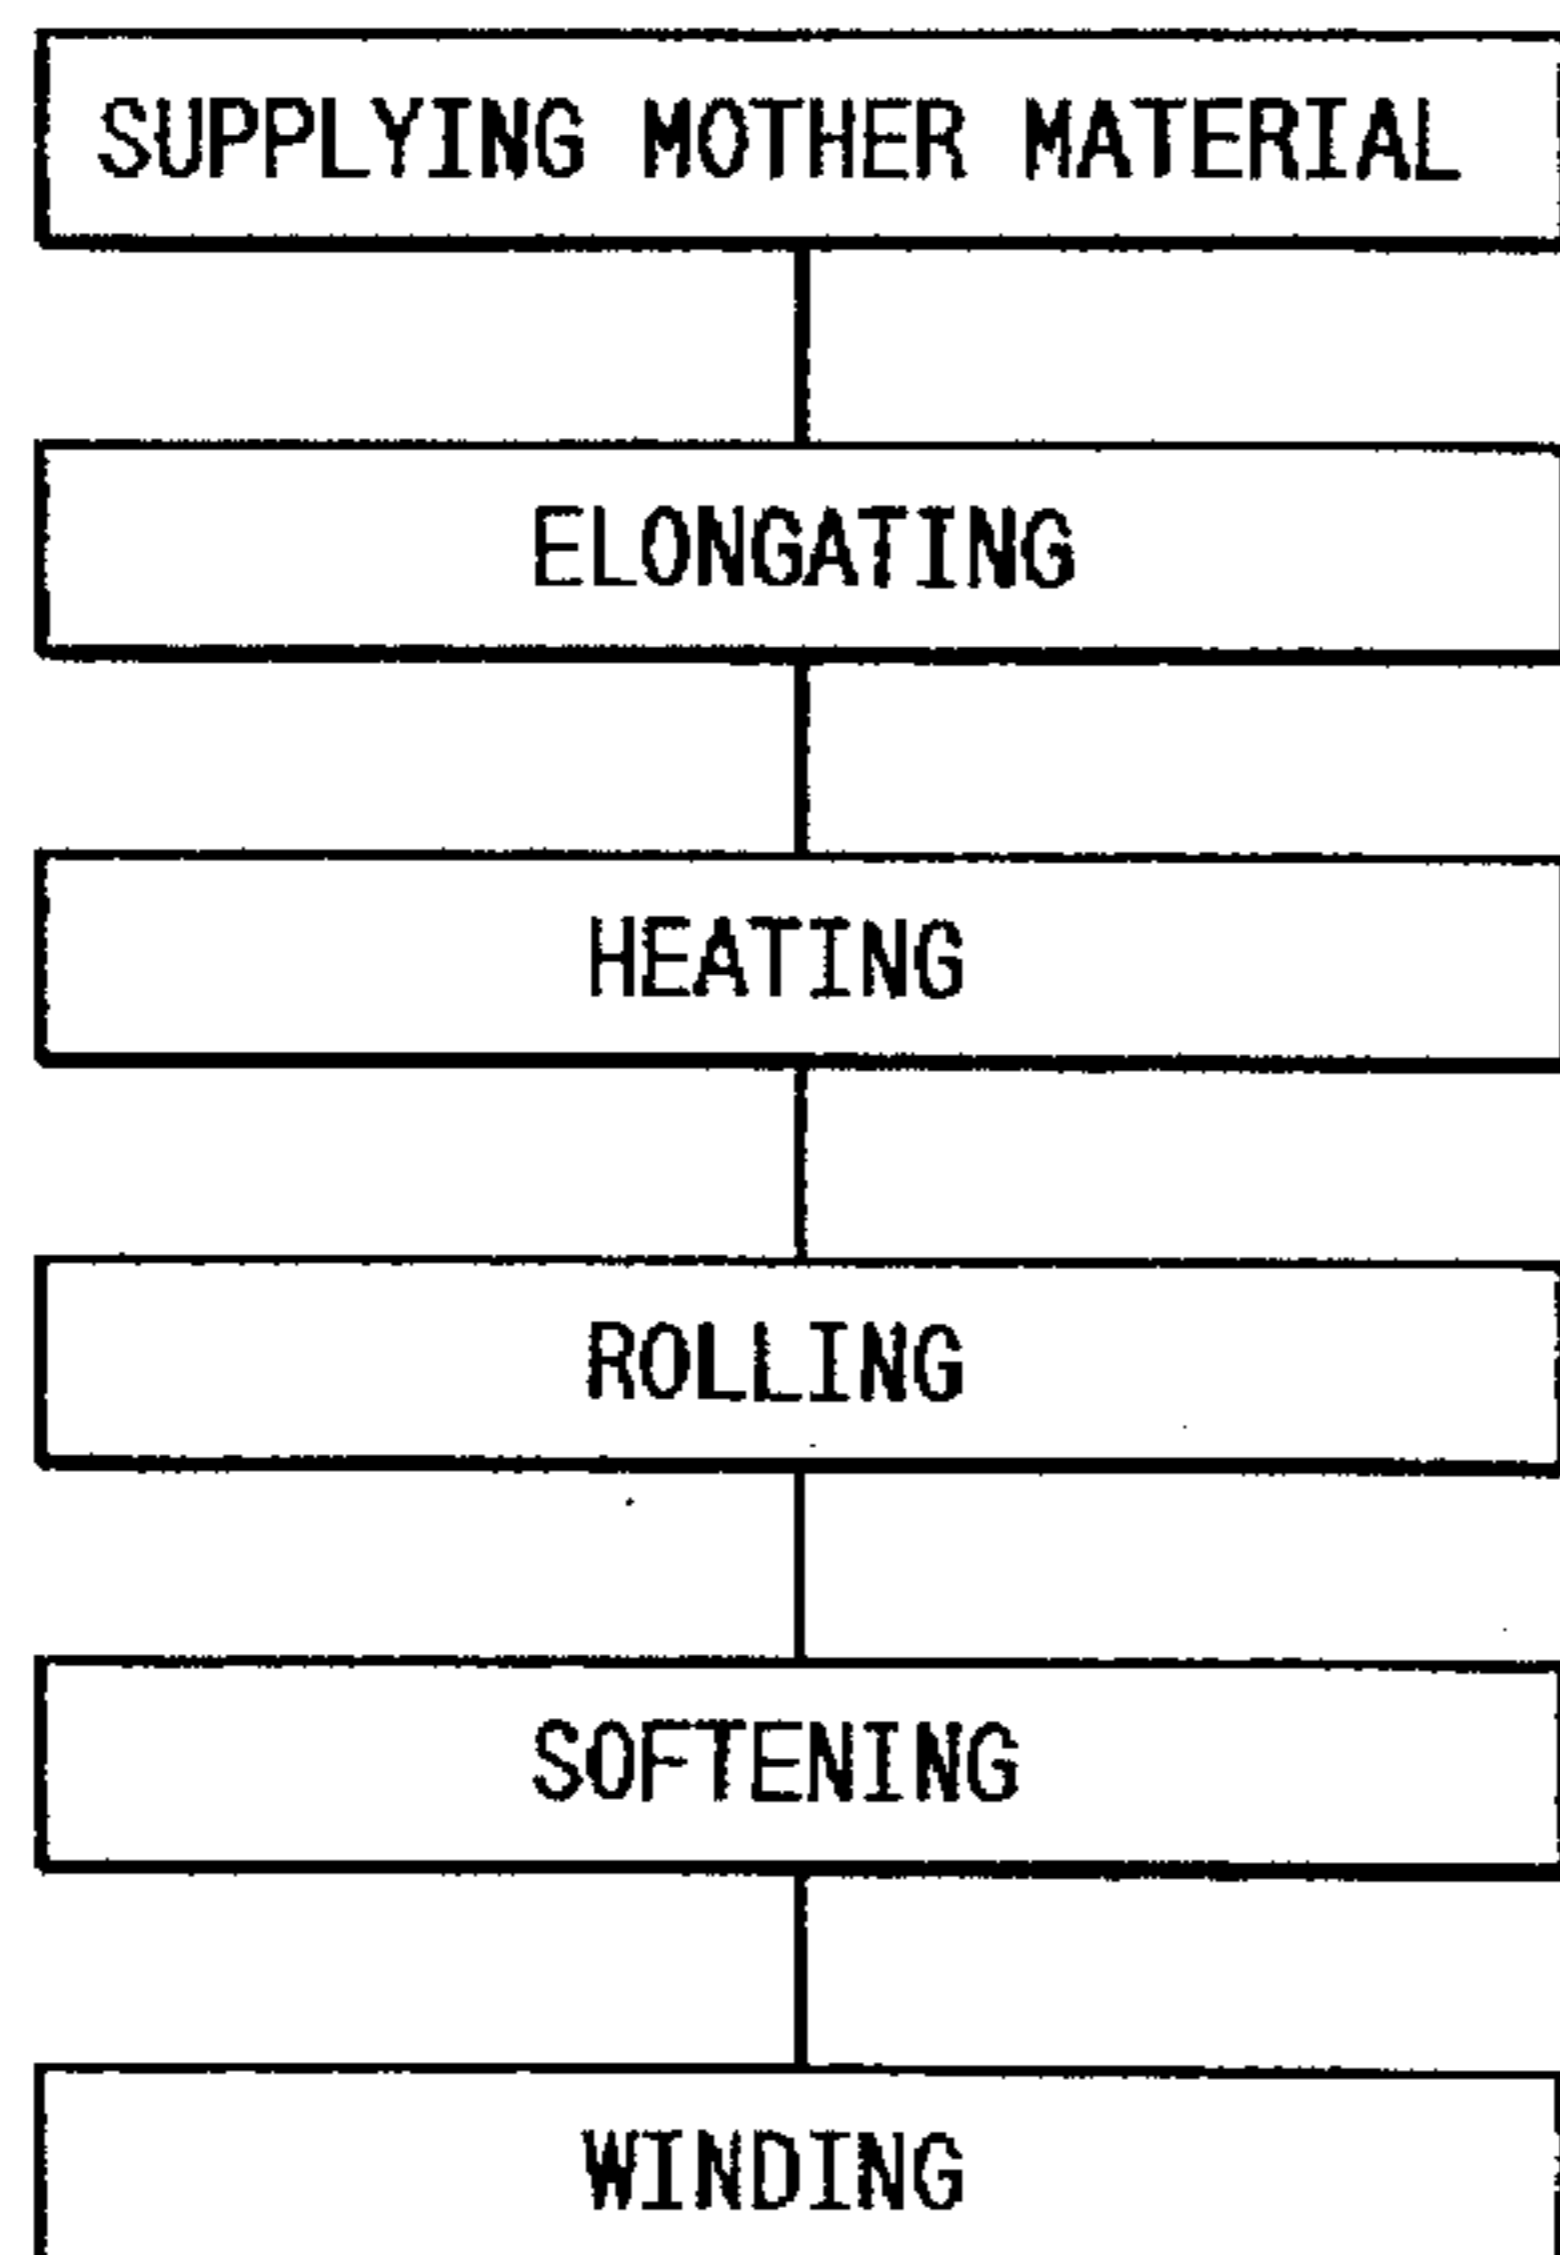 SUPPLYING MOTHER MATERIAL
ELONGATING
HEATING
ROLLING
SOFTENING
WINDING